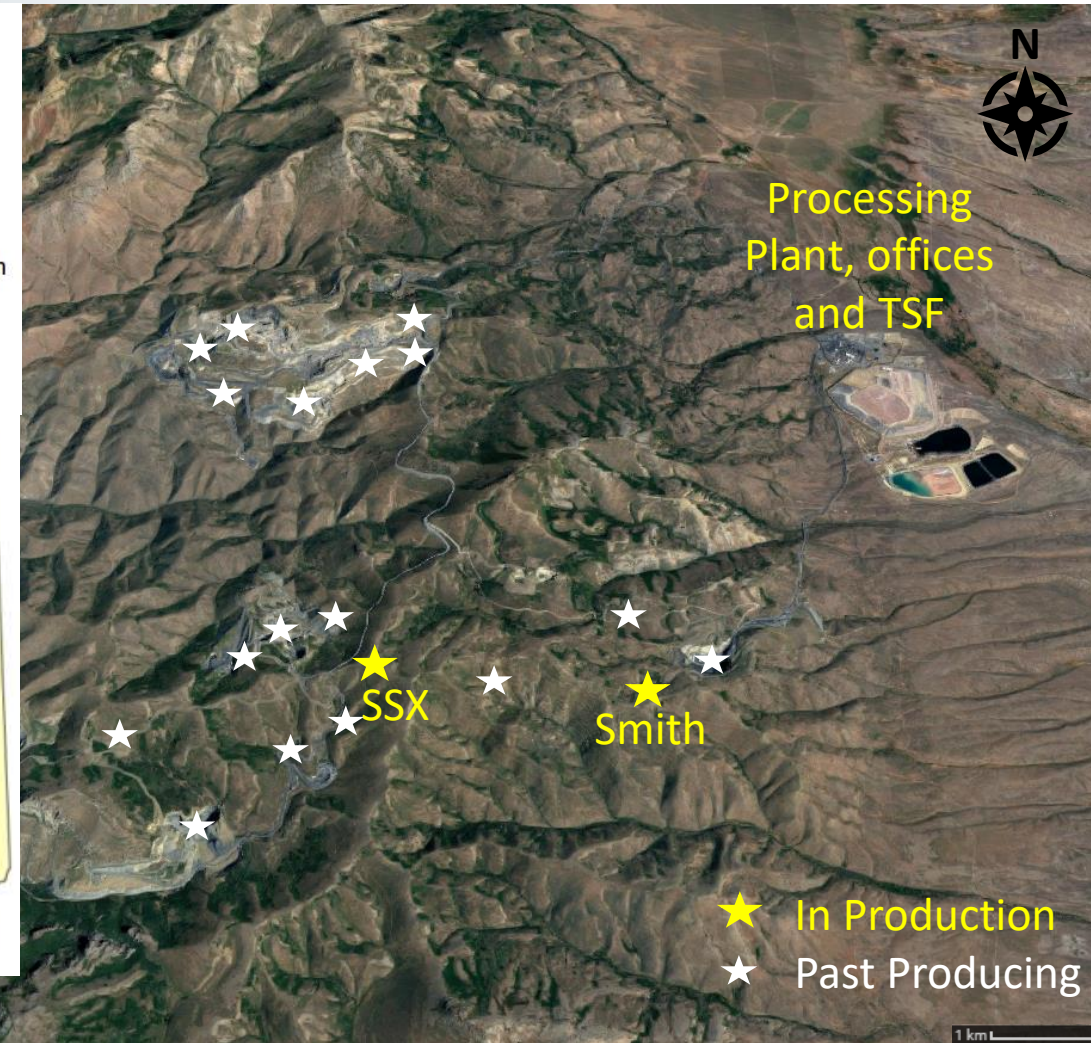 N
Processing
Plant, offices
and TSF
SSX
Smith
In Production
Past Producing
1 km